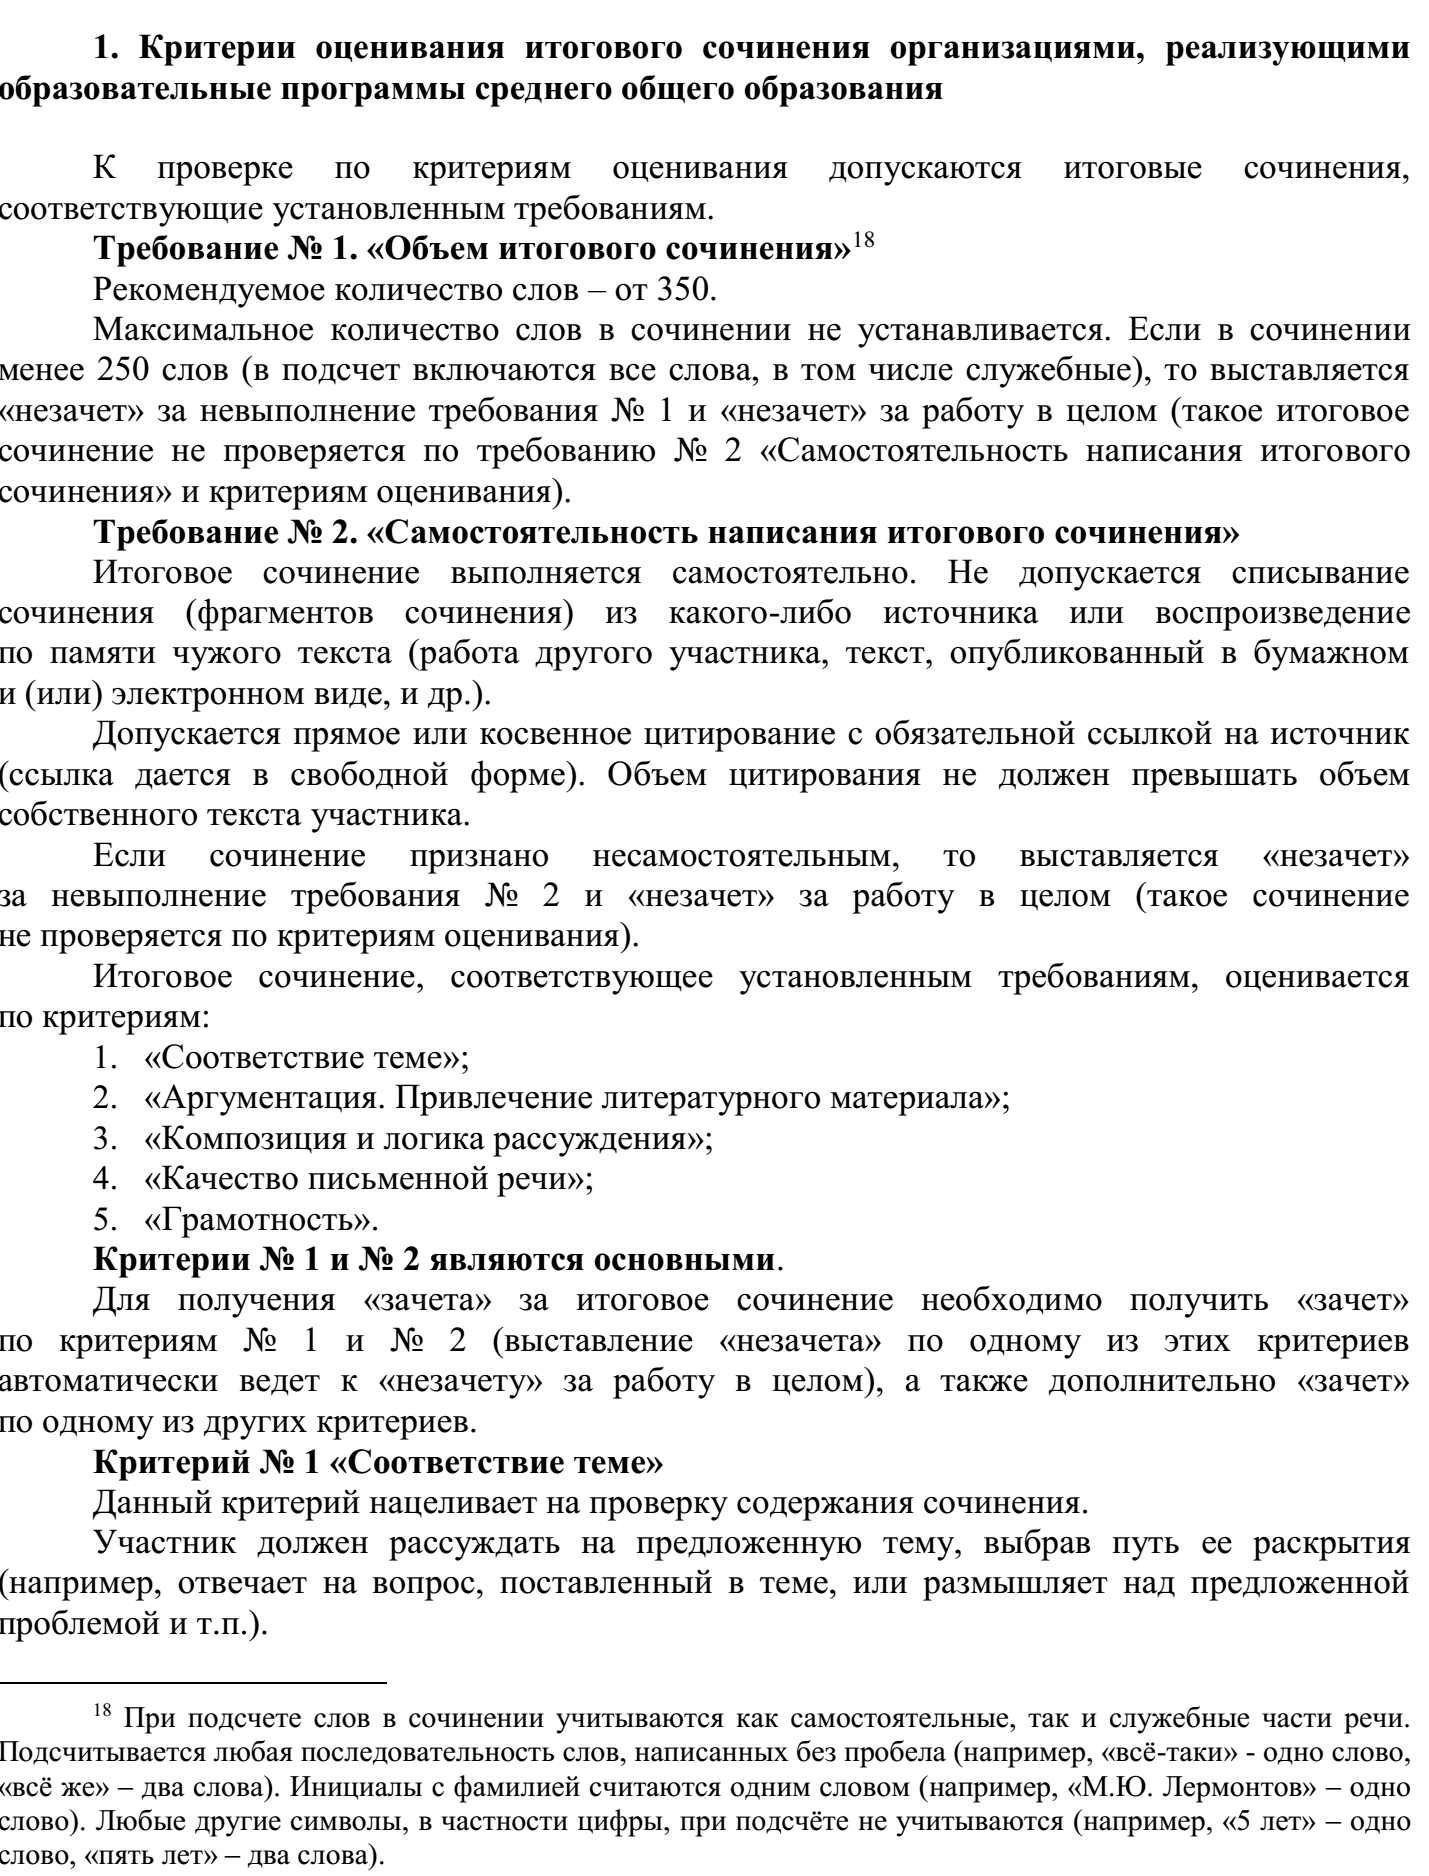 1. Критерии оценивания итогового сочинения организациями, реализующими
образовательные программы среднего общего образования
К проверке по критериям оценивания допускаются итоговые сочинения,
соответствующие установленным требованиям.
Требование № 1. «Объем итогового сочинения»18
Рекомендуемое количество слов – от 350.
Максимальное количество слов в сочинении не устанавливается. Если в сочинении
менее 250 слов (в подсчет включаются все слова, в том числе служебные), то выставляется
«незачет» за невыполнение требования № 1 и «незачет» за работу в целом (такое итоговое
сочинение не проверяется по требованию № 2 «Самостоятельность написания итогового
сочинения» и критериям оценивания).
Требование № 2. «Самостоятельность написания итогового сочинения»
Итоговое сочинение выполняется самостоятельно. Не допускается списывание
сочинения (фрагментов сочинения) из какого-либо источника или воспроизведение
по памяти чужого текста (работа другого участника, текст, опубликованный в бумажном
и (или) электронном виде, и др.).
Допускается прямое или косвенное цитирование с обязательной ссылкой на источник
(ссылка дается в свободной форме). Объем цитирования не должен превышать объем
собственного текста участника.
Если сочинение признано несамостоятельным, то выставляется «незачет»
за невыполнение требования № 2 и «незачет» за работу в целом (такое сочинение
не проверяется по критериям оценивания).
Итоговое сочинение, соответствующее установленным требованиям, оценивается
по критериям:
1. «Соответствие теме»;
2. «Аргументация. Привлечение литературного материала»;
3. «Композиция и логика рассуждения»;
4. «Качество письменной речи»;
5. «Грамотность».
Критерии № 1 и № 2 являются основными.
Для получения «зачета» за итоговое сочинение необходимо получить «зачет»
по критериям № 1 и № 2 (выставление «незачета» по одному из этих критериев
автоматически ведет к «незачету» за работу в целом), а также дополнительно «зачет»
по одному из других критериев.
Критерий № 1 «Соответствие теме»
Данный критерий нацеливает на проверку содержания сочинения.
Участник должен рассуждать на предложенную тему, выбрав путь ее раскрытия
(например, отвечает на вопрос, поставленный в теме, или размышляет над предложенной
проблемой и т.п.).
18 При подсчете слов в сочинении учитываются как самостоятельные, так и служебные части речи.
Подсчитывается любая последовательность слов, написанных без пробела (например, «всё-таки» - одно слово,
«всё же» – два слова). Инициалы с фамилией считаются одним словом (например, «М.Ю. Лермонтов» – одно
слово). Любые другие символы, в частности цифры, при подсчёте не учитываются (например, «5 лет» – одно
слово, «пять лет» – два слова).